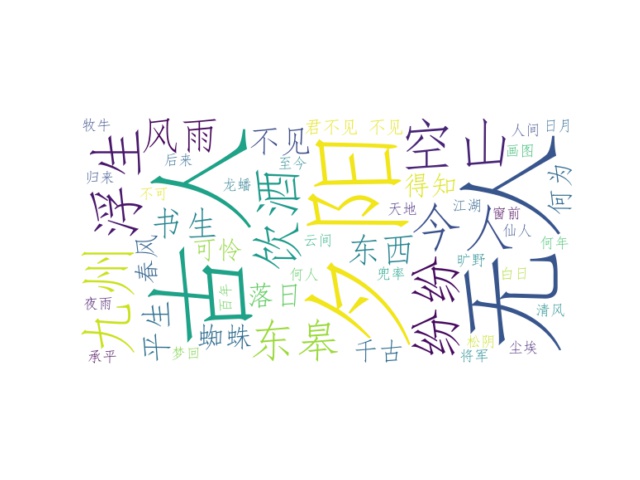 牧牛
浮生
风雨
后来
归来
不可
古人
不见
君不见 不见
至今
龙蟠
饮酒
夕阳
空山
人间
日月
画图
无人
何为
得知
江湖
窗前
天地
今人
仙人
书生
可怜
云间
东西
旷野
何年
九州
春风
何人
兜率
纷纷
白日
百年
落日
夜雨
平生
蜘蛛
东皋
千古
松阴
清风
承平
梦回
将军
尘埃